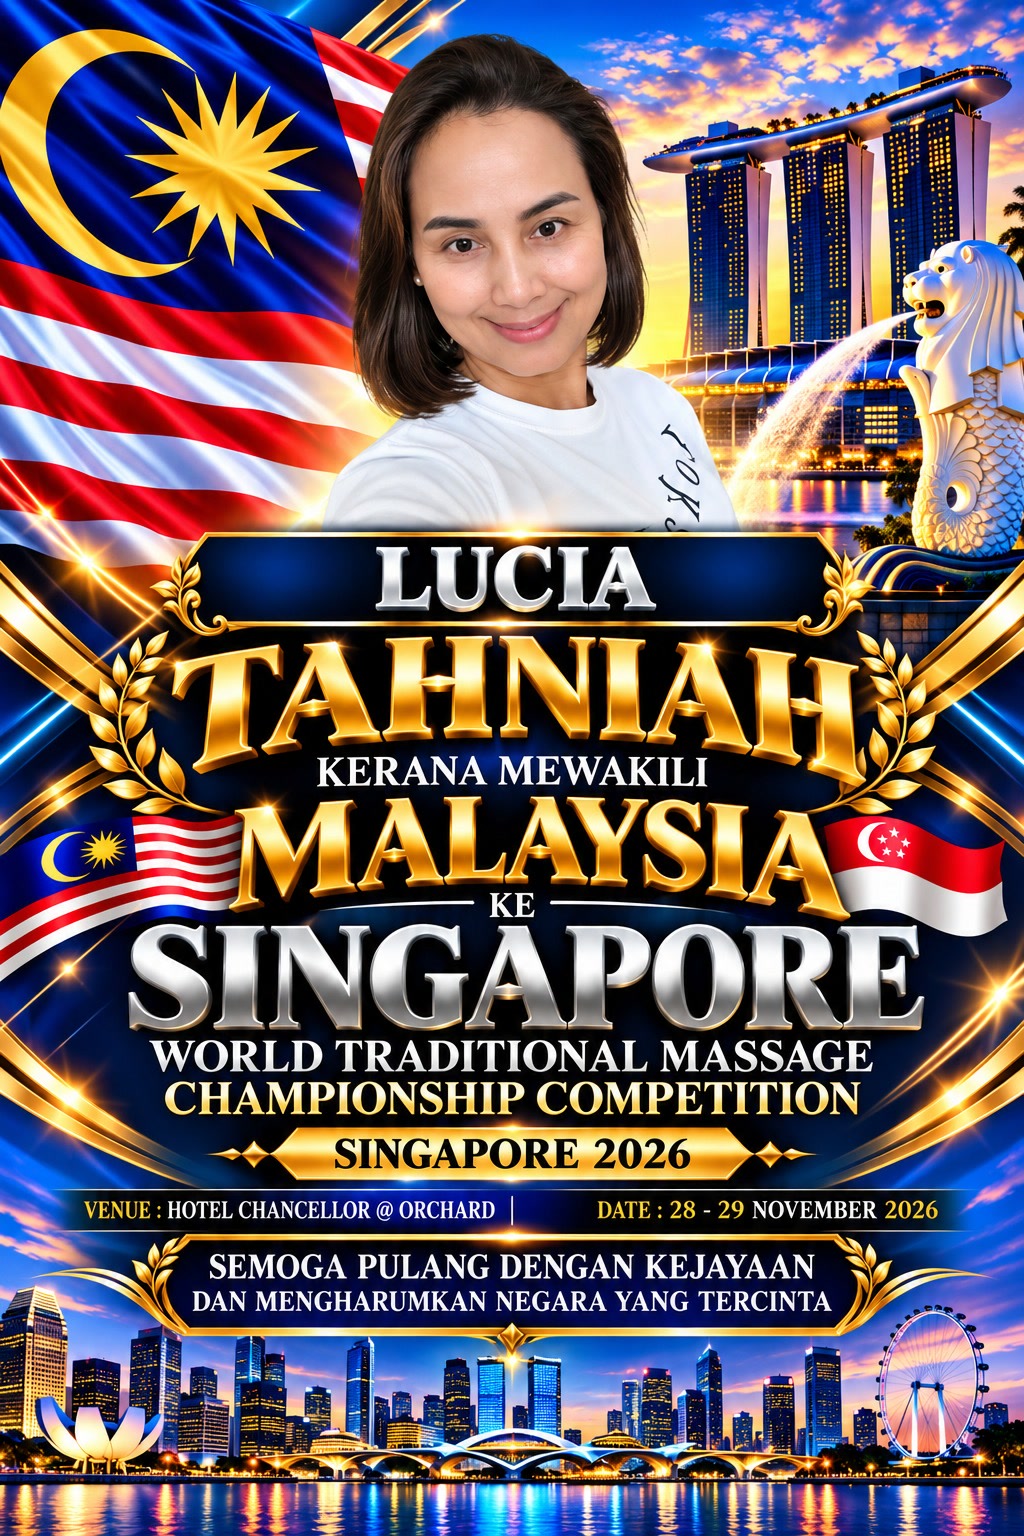 LUCIA
TAHNIAH
KERANA MEWAKILI
MALAYSIA
KE
SINGAPORE
WORLD TRADITIONAL MASSAGE
CHAMPIONSHIP COMPETITION
SINGAPORE 2026
VENUE : HOTEL CHANCELLOR @ ORCHARD | DATE : 28 - 29 NOVEMBER 2026
SEMOGA PULANG DENGAN KEJAYAAN
DAN MENGHARUMKAN NEGARA YANG TERCINTA